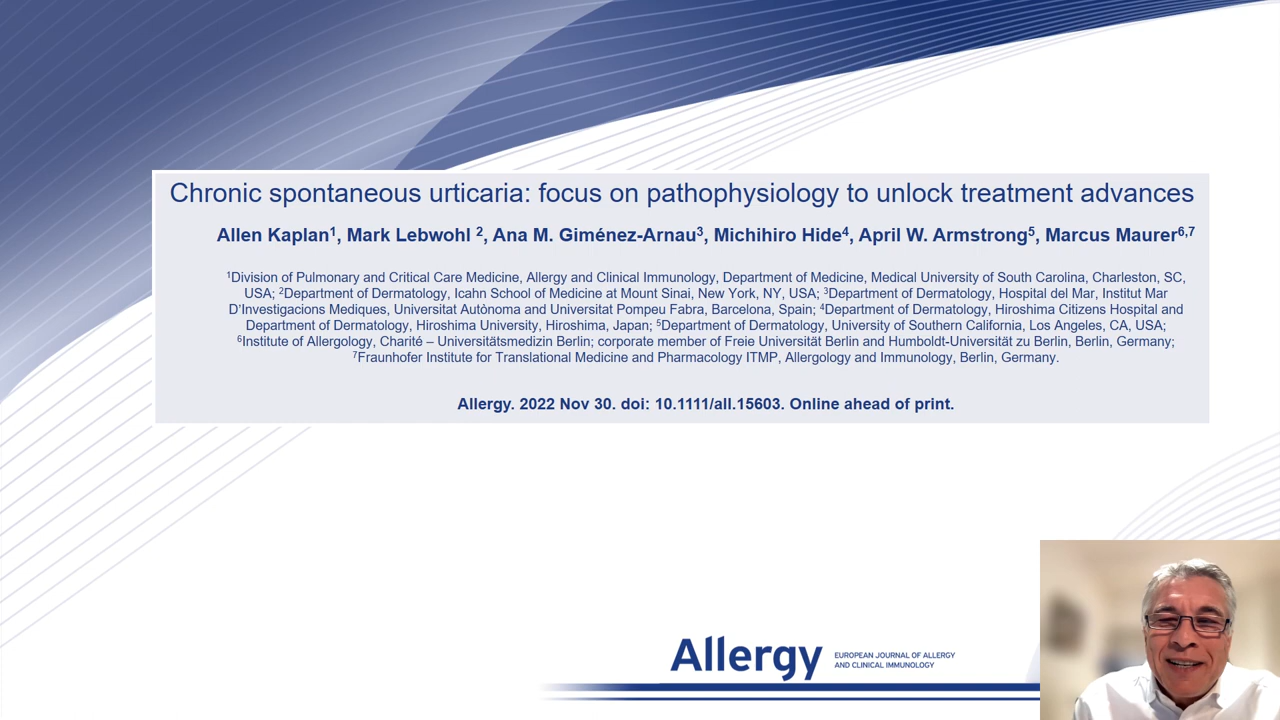 Chronic spontaneous urticaria: focus on pathophysiology to unlock treatment advances
Allen Kaplan¹, Mark Lebwohl ², Ana M. Giménez-Arnau³, Michihiro Hide⁴, April W. Armstrong⁵, Marcus Maurer⁶,⁷
¹Division of Pulmonary and Critical Care Medicine, Allergy and Clinical Immunology, Department of Medicine, Medical University of South Carolina, Charleston, SC,
USA; ²Department of Dermatology, Icahn School of Medicine at Mount Sinai, New York, NY, USA; ³Department of Dermatology, Hospital del Mar, Institut Mar
D'Investigacions Mediques, Universitat Autònoma and Universitat Pompeu Fabra, Barcelona, Spain; ⁴Department of Dermatology, Hiroshima Citizens Hospital and
Department of Dermatology, Hiroshima University, Hiroshima, Japan; ⁵Department of Dermatology, University of Southern California, Los Angeles, CA, USA;
⁶Institute of Allergology, Charité – Universitätsmedizin Berlin; corporate member of Freie Universität Berlin and Humboldt-Universität zu Berlin, Berlin, Germany;
⁷Fraunhofer Institute for Translational Medicine and Pharmacology ITMP, Allergology and Immunology, Berlin, Germany.
Allergy. 2022 Nov 30. doi: 10.1111/all.15603. Online ahead of print.
Allergy
EUROPEAN JOURNAL OF ALLERGY
AND CLINICAL IMMUNOLOGY